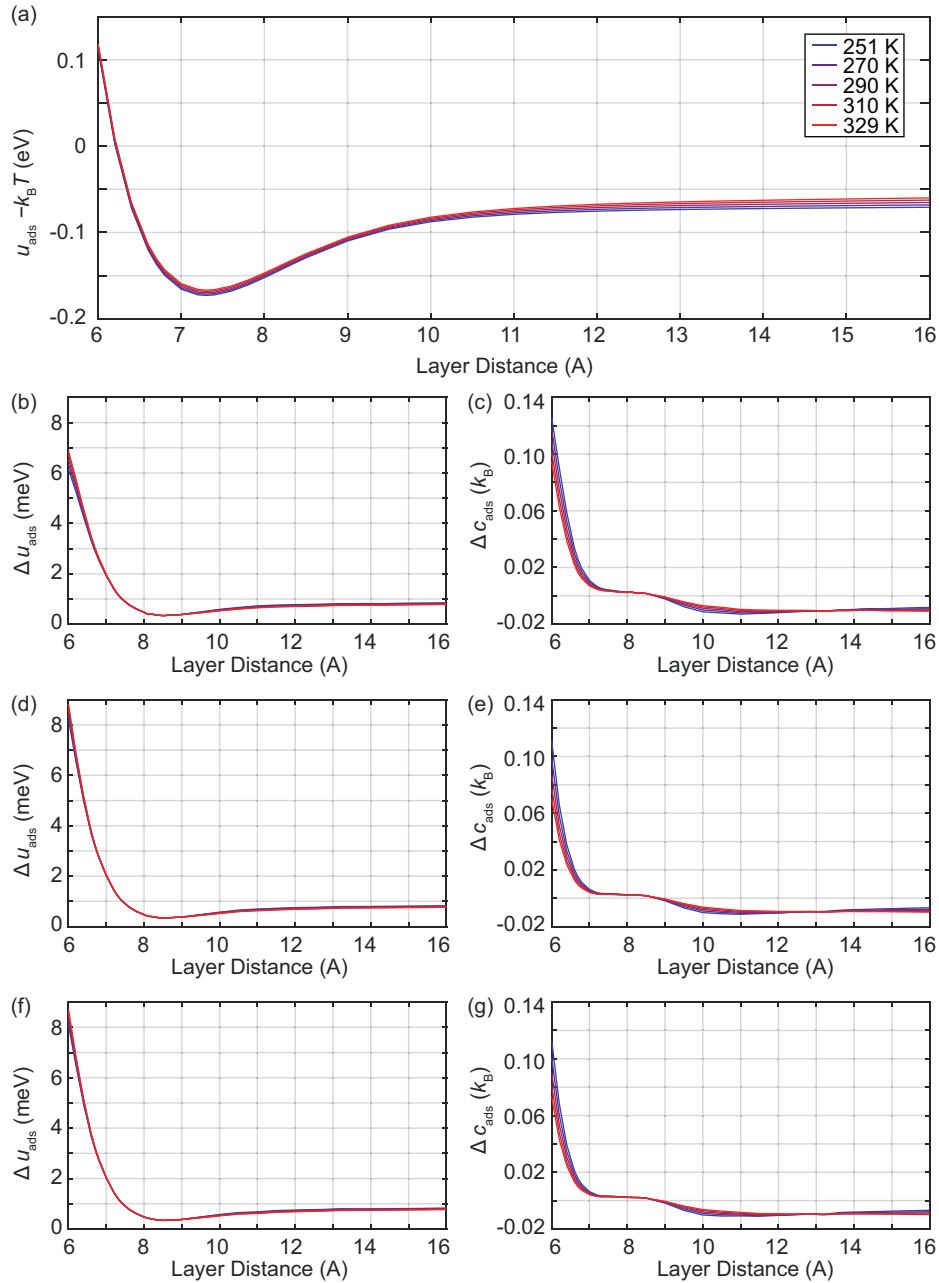 (a)
0.1
0
-0.1
-0.2
u_ads −k_B T (eV)
251 K
270 K
290 K
310 K
329 K
6 7 8 9 10 11 12 13 14 15 16
Layer Distance (A)
(b)
8
6
4
2
0
Δ u_ads (meV)
6 8 10 12 14 16
Layer Distance (A)
(c)
0.14
0.10
0.06
0.02
-0.02
Δ c_ads (k_B)
6 8 10 12 14 16
Layer Distance (A)
(d)
8
6
4
2
0
Δ u_ads (meV)
6 8 10 12 14 16
Layer Distance (A)
(e)
0.14
0.10
0.06
0.02
-0.02
Δ c_ads (k_B)
6 8 10 12 14 16
Layer Distance (A)
(f)
8
6
4
2
0
Δ u_ads (meV)
6 8 10 12 14 16
Layer Distance (A)
(g)
0.14
0.10
0.06
0.02
-0.02
Δ c_ads (k_B)
6 8 10 12 14 16
Layer Distance (A)